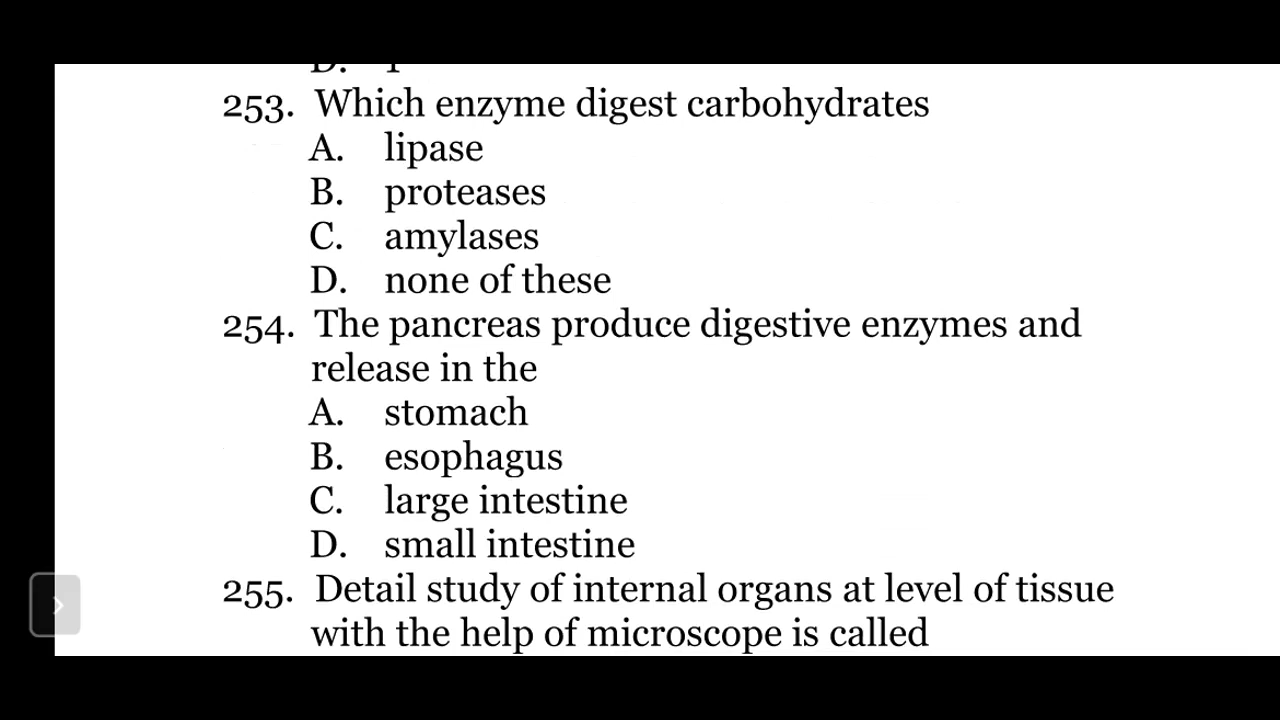 253. Which enzyme digest carbohydrates
A. lipase
B. proteases
C. amylases
D. none of these
254. The pancreas produce digestive enzymes and
release in the
A. stomach
B. esophagus
C. large intestine
D. small intestine
255. Detail study of internal organs at level of tissue
with the help of microscope is called